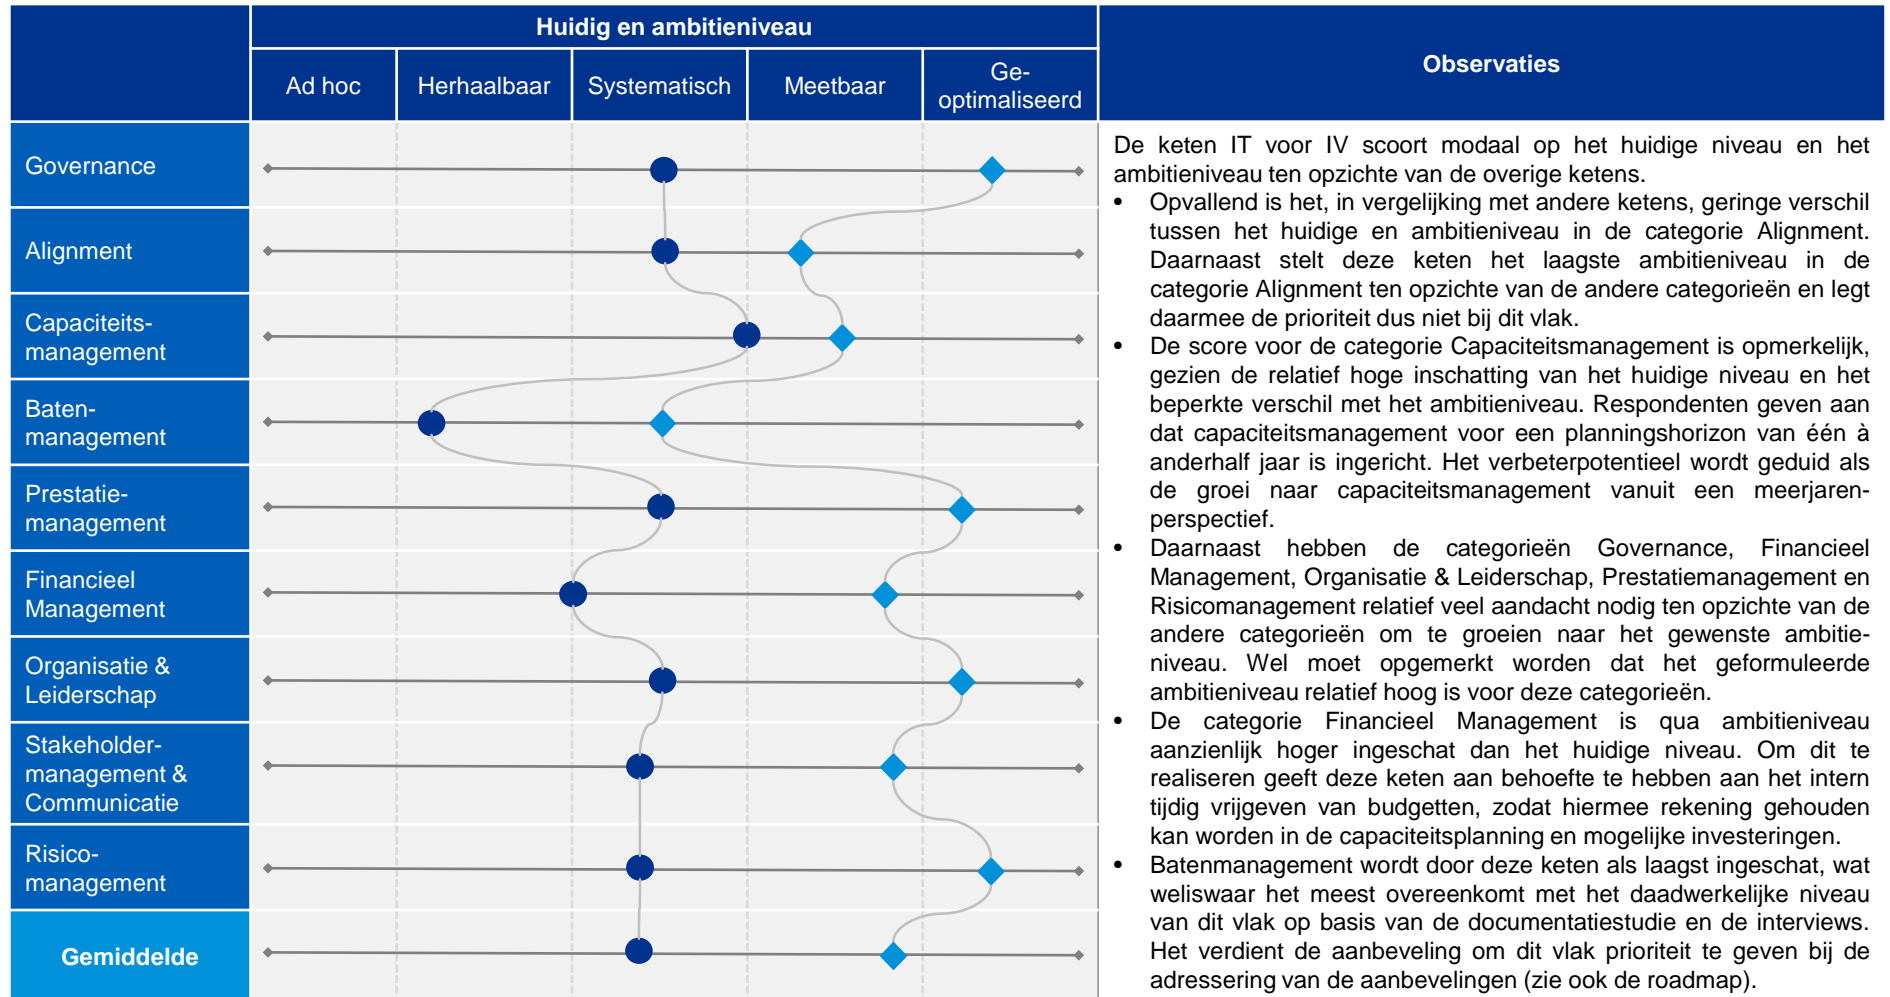 Huidig en ambitieniveau
Observaties
Ad hoc
Herhaalbaar
Systematisch
Meetbaar
Ge-
optimaliseerd
Governance
Alignment
Capaciteits-
management
Baten-
management
Prestatie-
management
Financieel
Management
Organisatie &
Leiderschap
Stakeholder-
management &
Communicatie
Risico-
management
Gemiddelde
De keten IT voor IV scoort modaal op het huidige niveau en het
ambitieniveau ten opzichte van de overige ketens.
• Opvallend is het, in vergelijking met andere ketens, geringe verschil
tussen het huidige en ambitieniveau in de categorie Alignment.
Daarnaast stelt deze keten het laagste ambitieniveau in de
categorie Alignment ten opzichte van de andere categorieën en legt
daarmee de prioriteit dus niet bij dit vlak.
• De score voor de categorie Capaciteitsmanagement is opmerkelijk,
gezien de relatief hoge inschatting van het huidige niveau en het
beperkte verschil met het ambitieniveau. Respondenten geven aan
dat capaciteitsmanagement voor een planningshorizon van één à
anderhalf jaar is ingericht. Het verbeterpotentieel wordt geduid als
de groei naar capaciteitsmanagement vanuit een meerjaren-
perspectief.
• Daarnaast hebben de categorieën Governance, Financieel
Management, Organisatie & Leiderschap, Prestatiemanagement en
Risicomanagement relatief veel aandacht nodig ten opzichte van de
andere categorieën om te groeien naar het gewenste ambitie-
niveau. Wel moet opgemerkt worden dat het geformuleerde
ambitieniveau relatief hoog is voor deze categorieën.
• De categorie Financieel Management is qua ambitieniveau
aanzienlijk hoger ingeschat dan het huidige niveau. Om dit te
realiseren geeft deze keten aan behoefte te hebben aan het intern
tijdig vrijgeven van budgetten, zodat hiermee rekening gehouden
kan worden in de capaciteitsplanning en mogelijke investeringen.
• Batenmanagement wordt door deze keten als laagst ingeschat, wat
weliswaar het meest overeenkomt met het daadwerkelijke niveau
van dit vlak op basis van de documentatiestudie en de interviews.
Het verdient de aanbeveling om dit vlak prioriteit te geven bij de
adressering van de aanbevelingen (zie ook de roadmap).